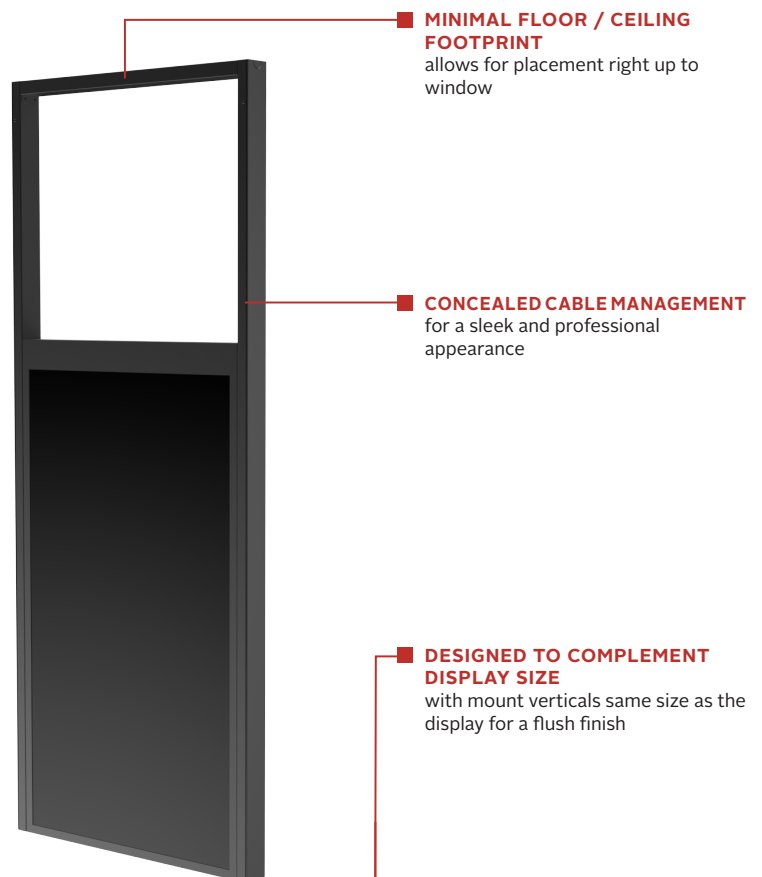 MINIMAL FLOOR / CEILING
FOOTPRINT
allows for placement right up to
window
CONCEALED CABLE MANAGEMENT
for a sleek and professional
appearance
DESIGNED TO COMPLEMENT
DISPLAY SIZE
with mount verticals same size as the
display for a flush finish